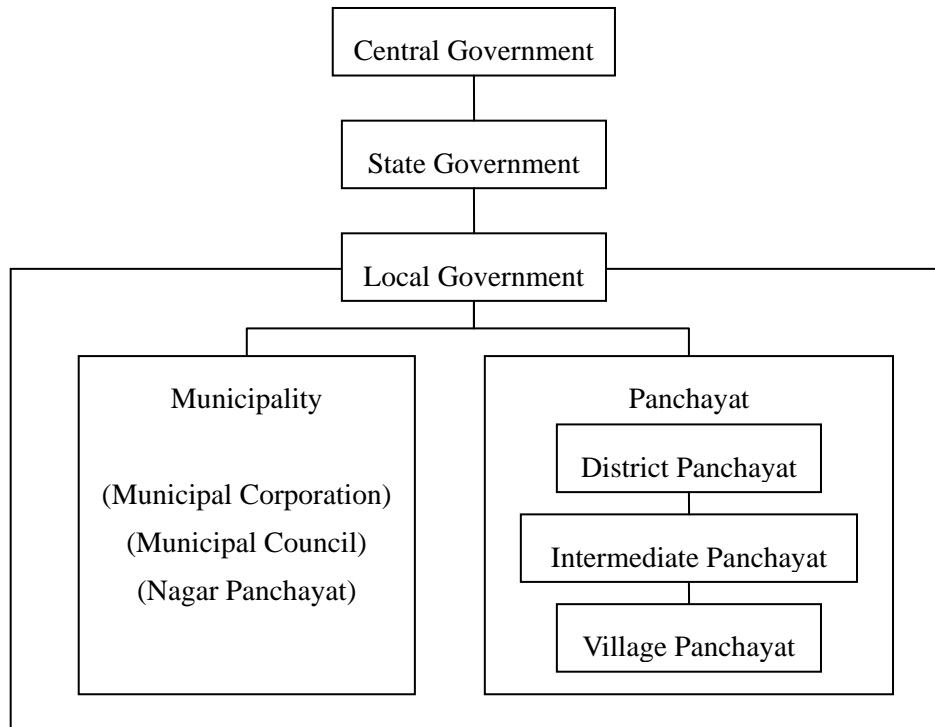 Central Government
State Government
Local Government
Municipality
(Municipal Corporation)
(Municipal Council)
(Nagar Panchayat)
Panchayat
District Panchayat
Intermediate Panchayat
Village Panchayat